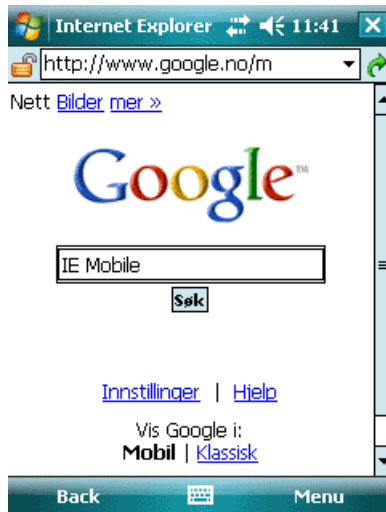 Internet Explorer 11:41
http://www.google.no/m
Nett Bilder mer »
Google™
IE Mobile
Søk
Innstillinger | Hjelp
Vis Google i:
Mobil | Klassisk
Back Menu